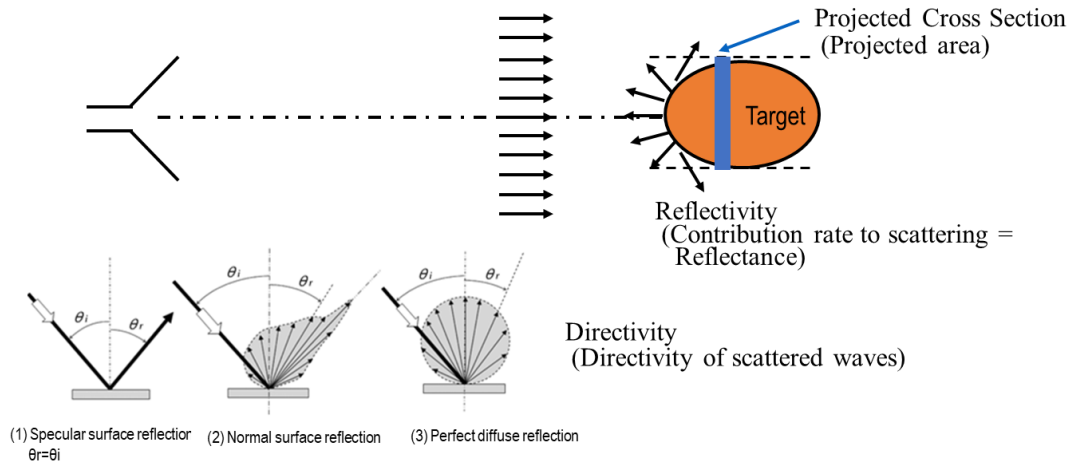 Projected Cross Section
(Projected area)
Target
Reflectivity
(Contribution rate to scattering =
Reflectance)
θi
θr
θi
θr
θi
θr
Directivity
(Directivity of scattered waves)
(1) Specular surface reflection
θr=θi
(2) Normal surface reflection
(3) Perfect diffuse reflection